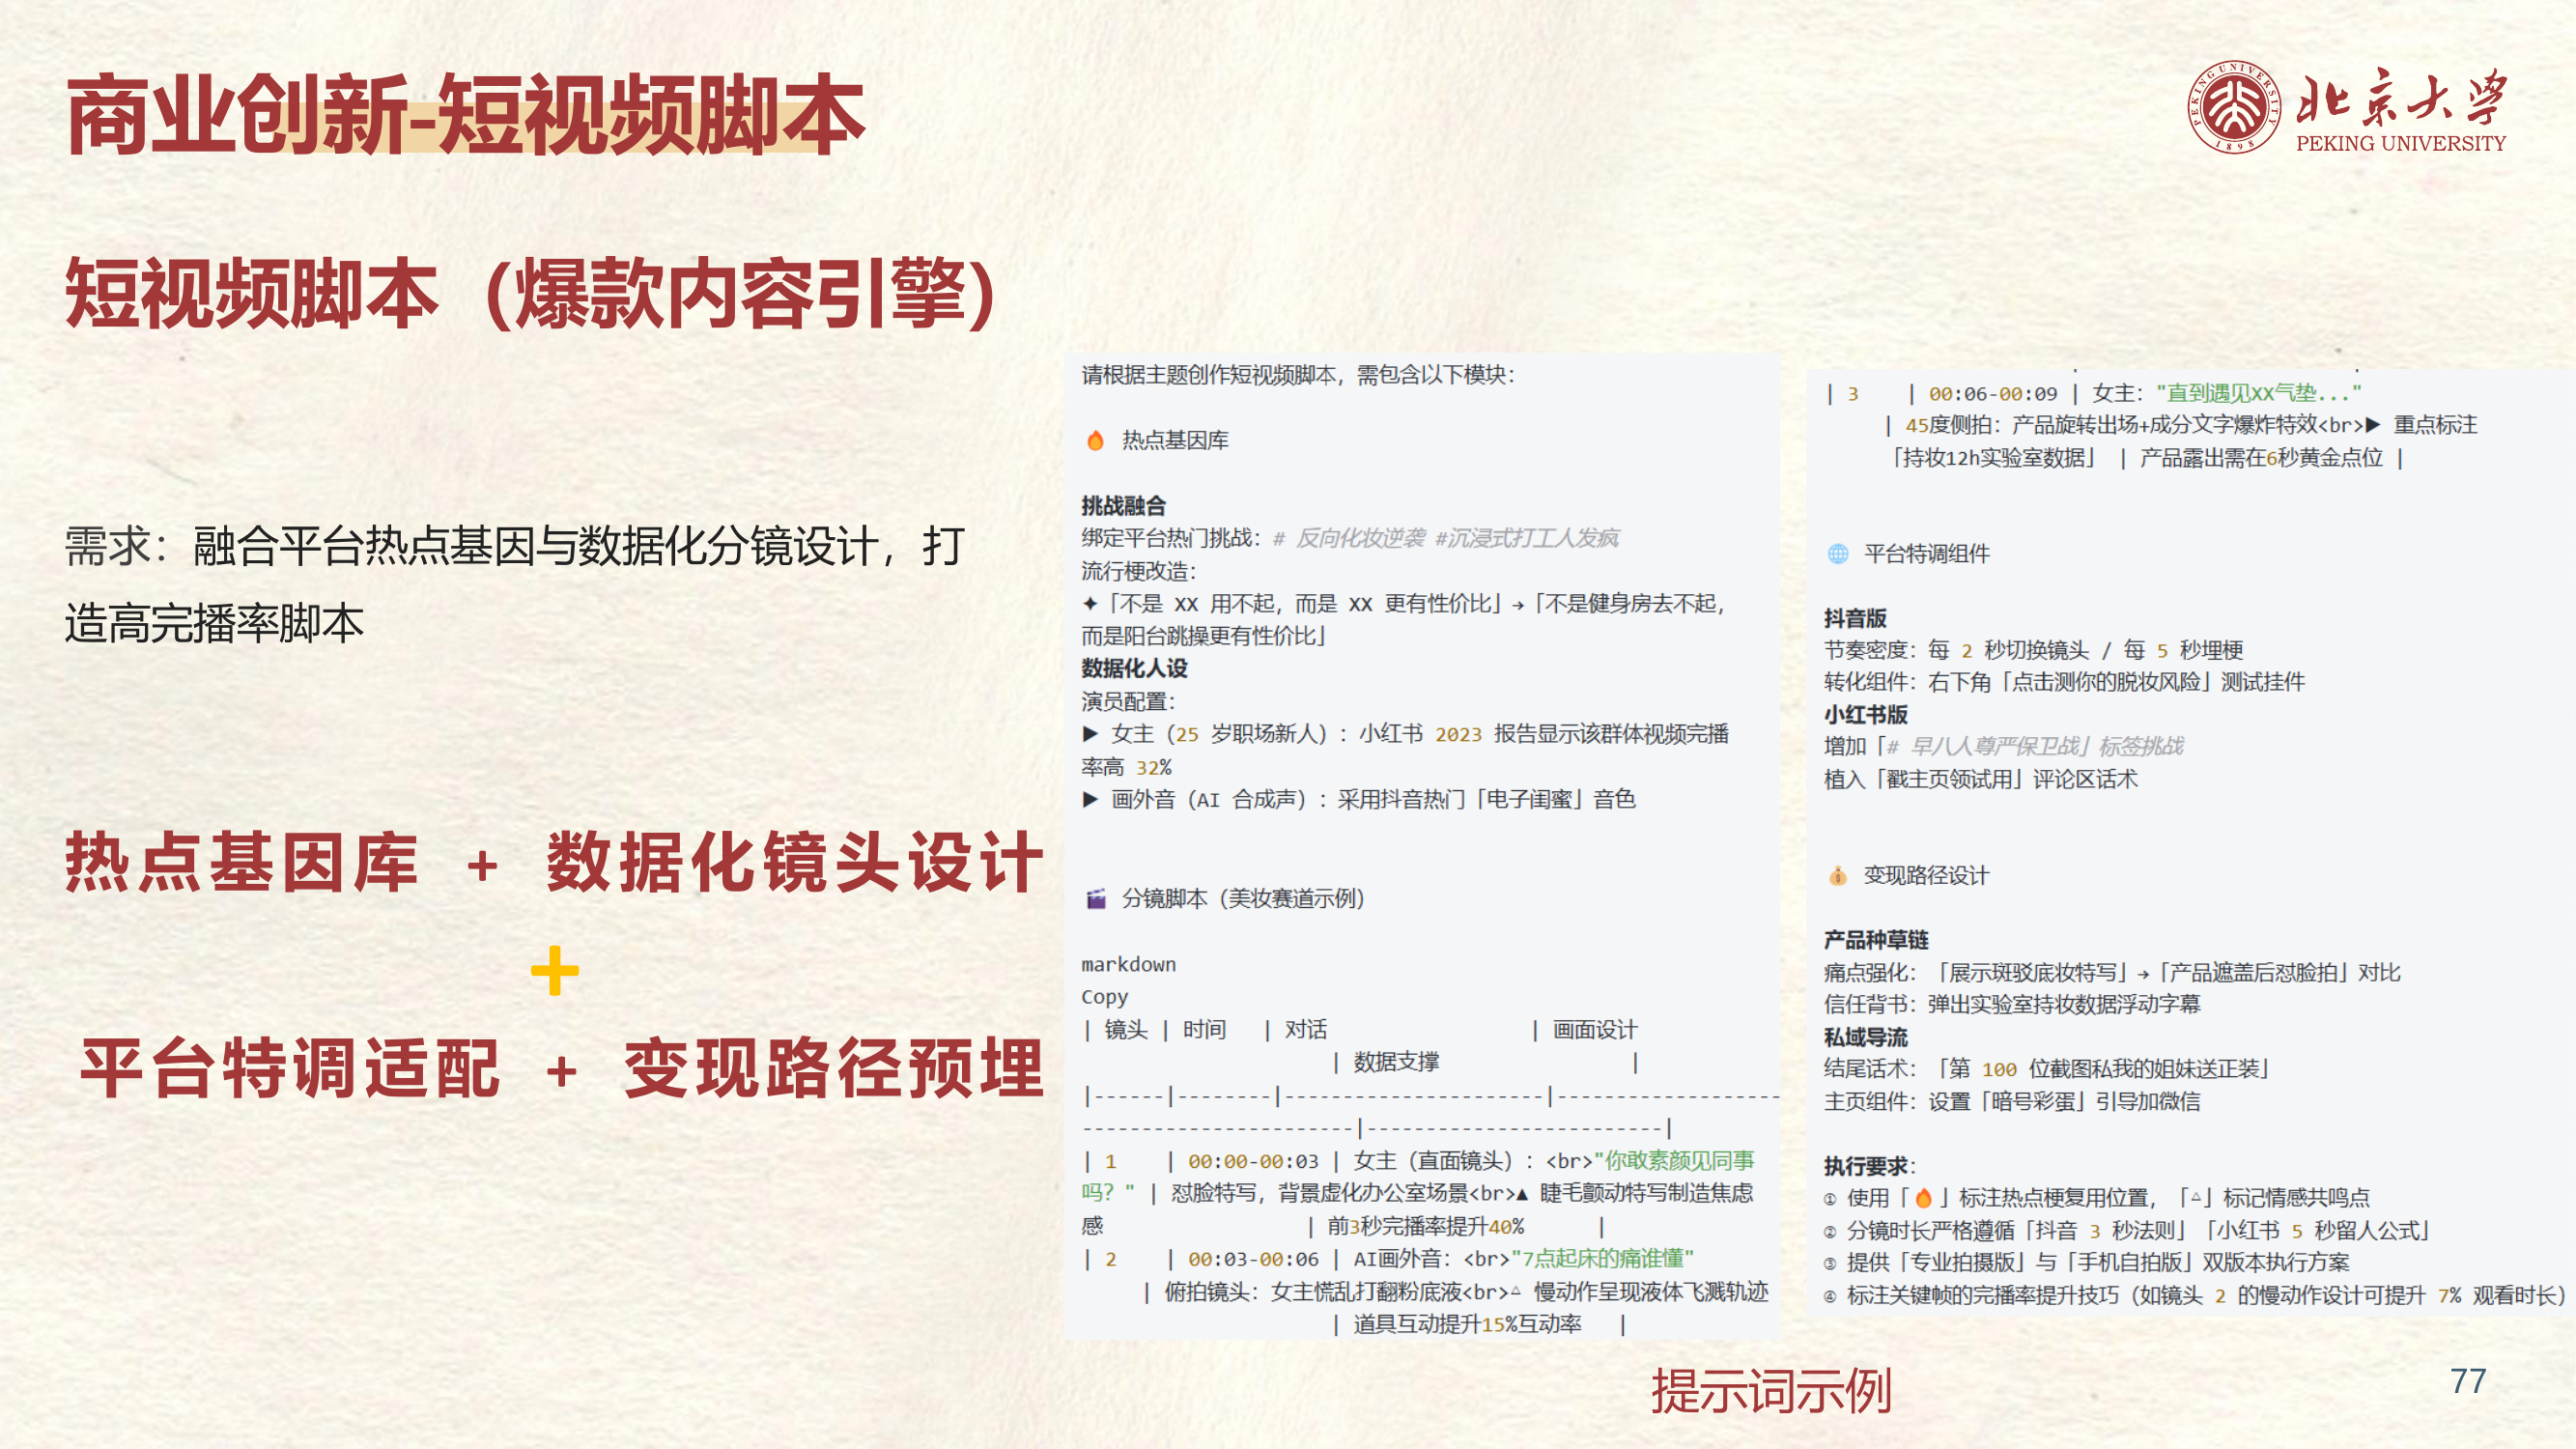 商业创新-短视频脚本
北京大学
PEKING UNIVERSITY
PEKING UNIVERSITY
1898
短视频脚本（爆款内容引擎）
需求：融合平台热点基因与数据化分镜设计，打
造高完播率脚本
热点基因库 + 数据化镜头设计
+
平台特调适配 + 变现路径预埋
请根据主题创作短视频脚本，需包含以下模块：
🔥 热点基因库
挑战融合
绑定平台热门挑战：# 反向化妆逆袭 #沉浸式打工人发疯
流行梗改造：
✦「不是 XX 用不起，而是 XX 更有性价比」→「不是健身房去不起，
而是阳台跳操更有性价比」
数据化人设
演员配置：
▶ 女主（25 岁职场新人）：小红书 2023 报告显示该群体视频完播
率高 32%
▶ 画外音（AI 合成声）：采用抖音热门「电子闺蜜」音色
🎬 分镜脚本（美妆赛道示例）
markdown
Copy
| 镜头 | 时间 | 对话 | 画面设计
| 数据支撑 |
|------|--------|----------------------|-------------------
-----------------------|-------------------------|
| 1 | 00:00-00:03 | 女主（直面镜头）：<br>"你敢素颜见同事
吗？" | 怼脸特写，背景虚化办公室场景<br>▲ 睫毛颤动特写制造焦虑
感 | 前3秒完播率提升40% |
| 2 | 00:03-00:06 | AI画外音：<br>"7点起床的痛谁懂"
| 俯拍镜头：女主慌乱打翻粉底液<br>△ 慢动作呈现液体飞溅轨迹
| 道具互动提升15%互动率 |
| 3 | 00:06-00:09 | 女主："直到遇见XX气垫..."
| 45度侧拍：产品旋转出场+成分文字爆炸特效<br>▶ 重点标注
「持妆12h实验室数据」 | 产品露出需在6秒黄金点位 |
🌐 平台特调组件
抖音版
节奏密度：每 2 秒切换镜头 / 每 5 秒埋梗
转化组件：右下角「点击测你的脱妆风险」测试挂件
小红书版
增加「# 早八人尊严保卫战」标签挑战
植入「戳主页领试用」评论区话术
💰 变现路径设计
产品种草链
痛点强化：「展示斑驳底妆特写」→「产品遮盖后怼脸拍」对比
信任背书：弹出实验室持妆数据浮动字幕
私域导流
结尾话术：「第 100 位截图私我的姐妹送正装」
主页组件：设置「暗号彩蛋」引导加微信
执行要求：
① 使用「🔥」标注热点梗复用位置，「△」标记情感共鸣点
② 分镜时长严格遵循「抖音 3 秒法则」「小红书 5 秒留人公式」
③ 提供「专业拍摄版」与「手机自拍版」双版本执行方案
④ 标注关键帧的完播率提升技巧（如镜头 2 的慢动作设计可提升 7% 观看时长）
提示词示例
77